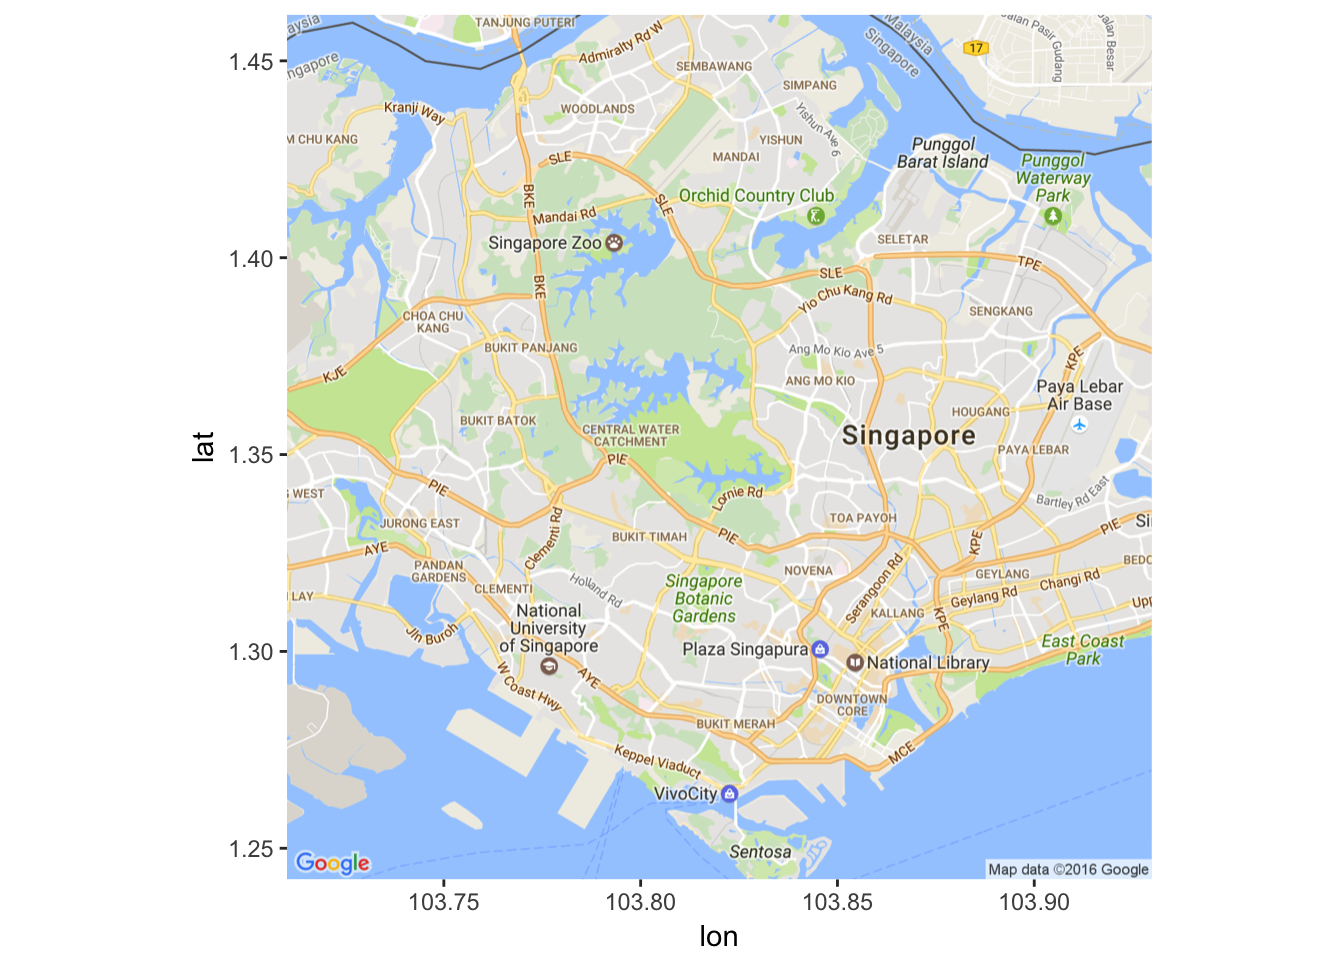 TANJUNG PUTERI
aysia
Malaysia
Singapore
Jalan Pasir Gudang
Jalan Besar
17
1.45
Admiralty Rd W
SEMBAWANG
ngapore
SIMPANG
Kranji Way
WOODLANDS
Yishun Ave 6
M CHU KANG
YISHUN
Punggol
Barat Island
MANDAI
SLE
Punggol
Waterway
Park
BKE
Orchid Country Club
SLE
Mandai Rd
Singapore Zoo
SELETAR
1.40
TPE
SLE
BKE
Yio Chu Kang Rd
CHOA CHU
KANG
SENGKANG
BUKIT PANJANG
Ang Mo Kio Ave 5
KPE
KJE
ANG MO KIO
Paya Lebar
Air Base
HOUGANG
BUKIT BATOK
CENTRAL WATER
CATCHMENT
Singapore
lat
1.35
PIE
PAYA LEBAR
PIE
G WEST
Lornie Rd
Bartley Rd East
JURONG EAST
TOA PAYOH
PIE
Si
Clementi Rd
BUKIT TIMAH
PIE
KPE
AYE
PANDAN
GARDENS
NOVENA
BEDO
GEYLANG
Changi Rd
Singapore
Botanic
Gardens
Holland Rd
CLEMENTI
Serangoon Rd
LAY
Geylang Rd
Upp
National
University
of Singapore
KALLANG
KPE
Jln Buroh
1.30
Plaza Singapura
National Library
East Coast
Park
AYE
W Coast Hwy
DOWNTOWN
CORE
BUKIT MERAH
MCE
Keppel Viaduct
VivoCity
1.25
Sentosa
Google
Map data ©2016 Google
103.75
103.80
103.85
103.90
lon